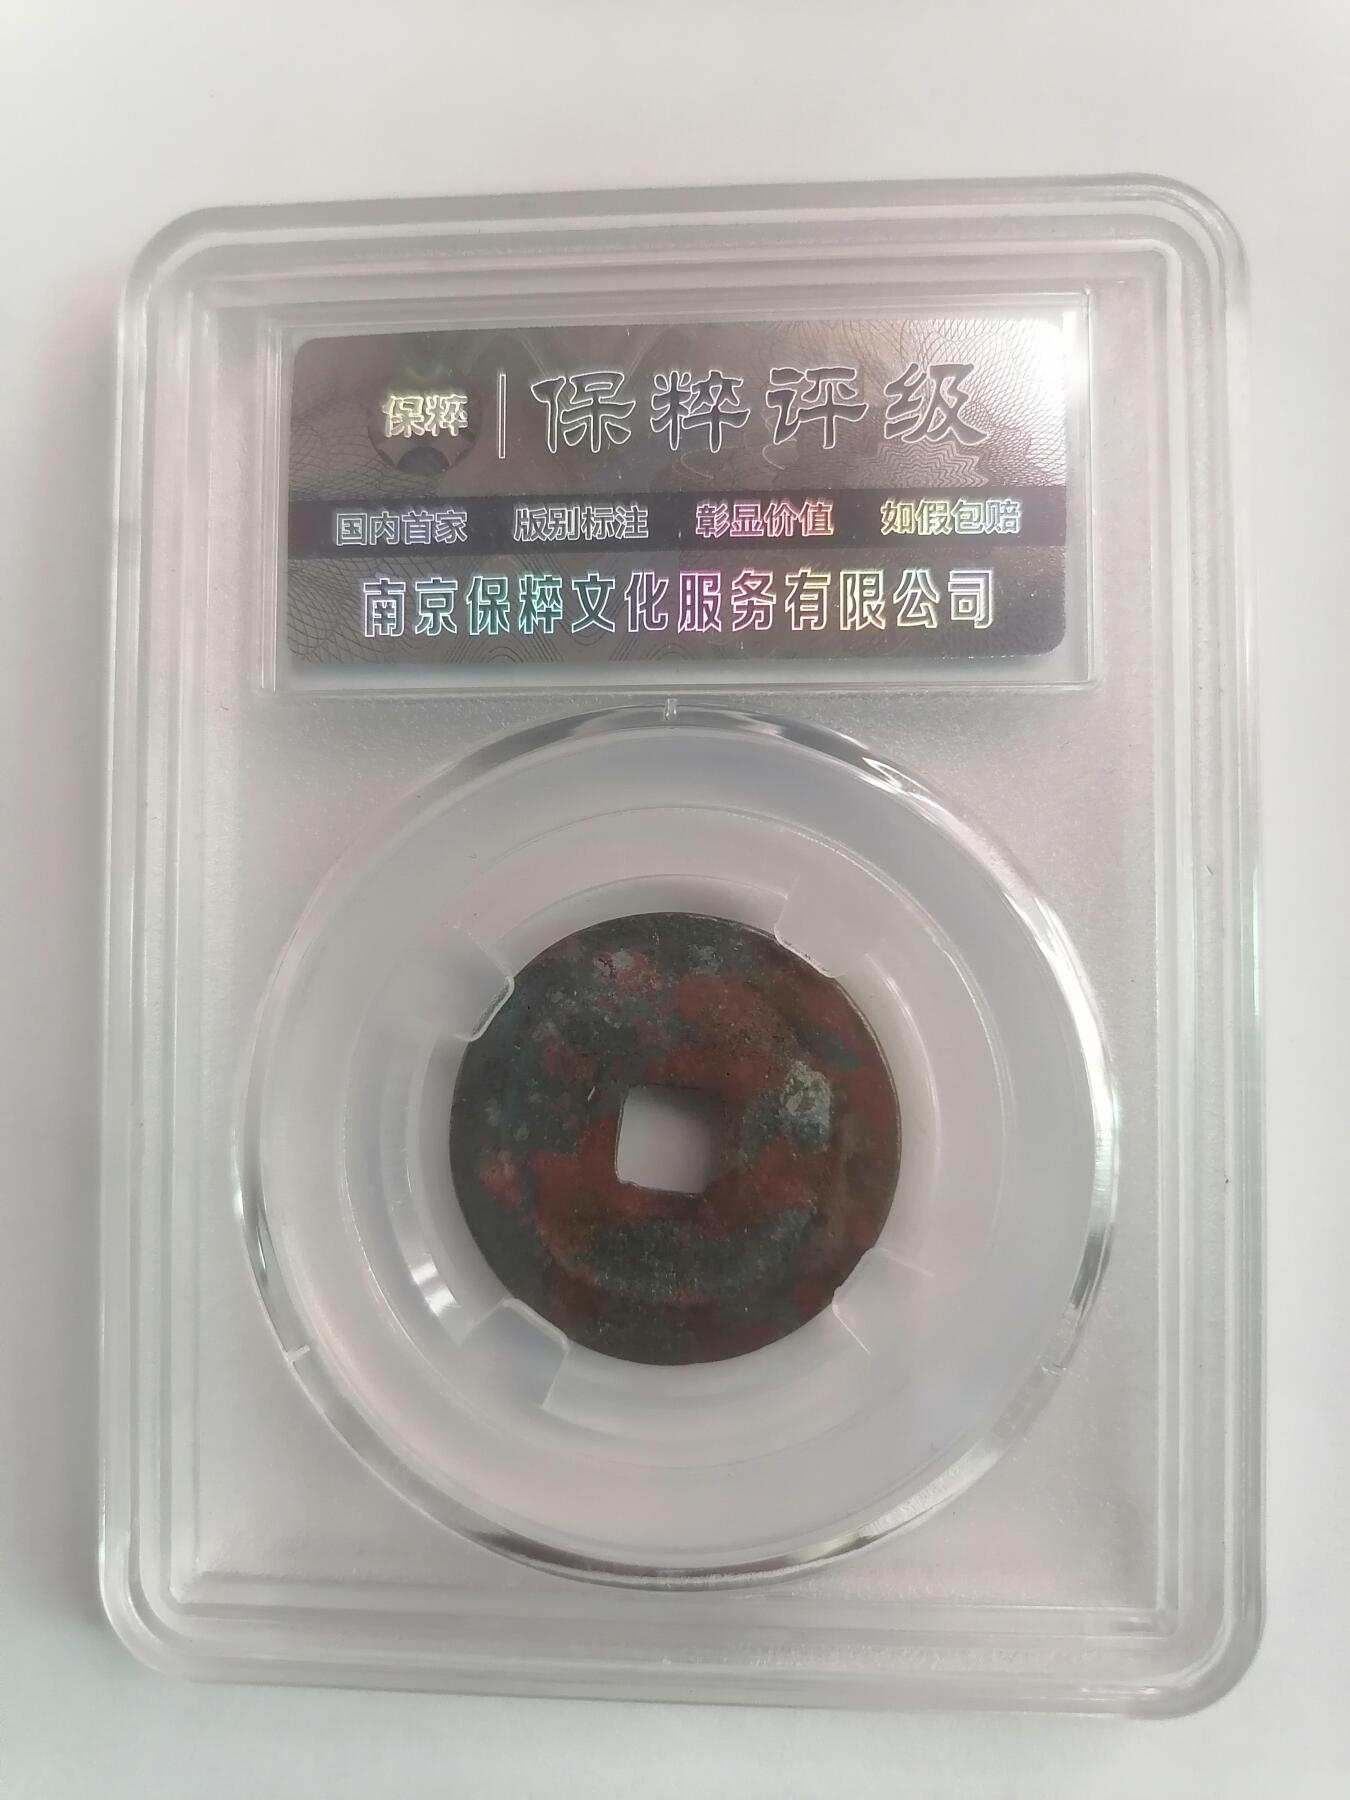 保粹 保粹评级
国内首家 版别标注 彰显价值 如假包赔
南京保粹文化服务有限公司